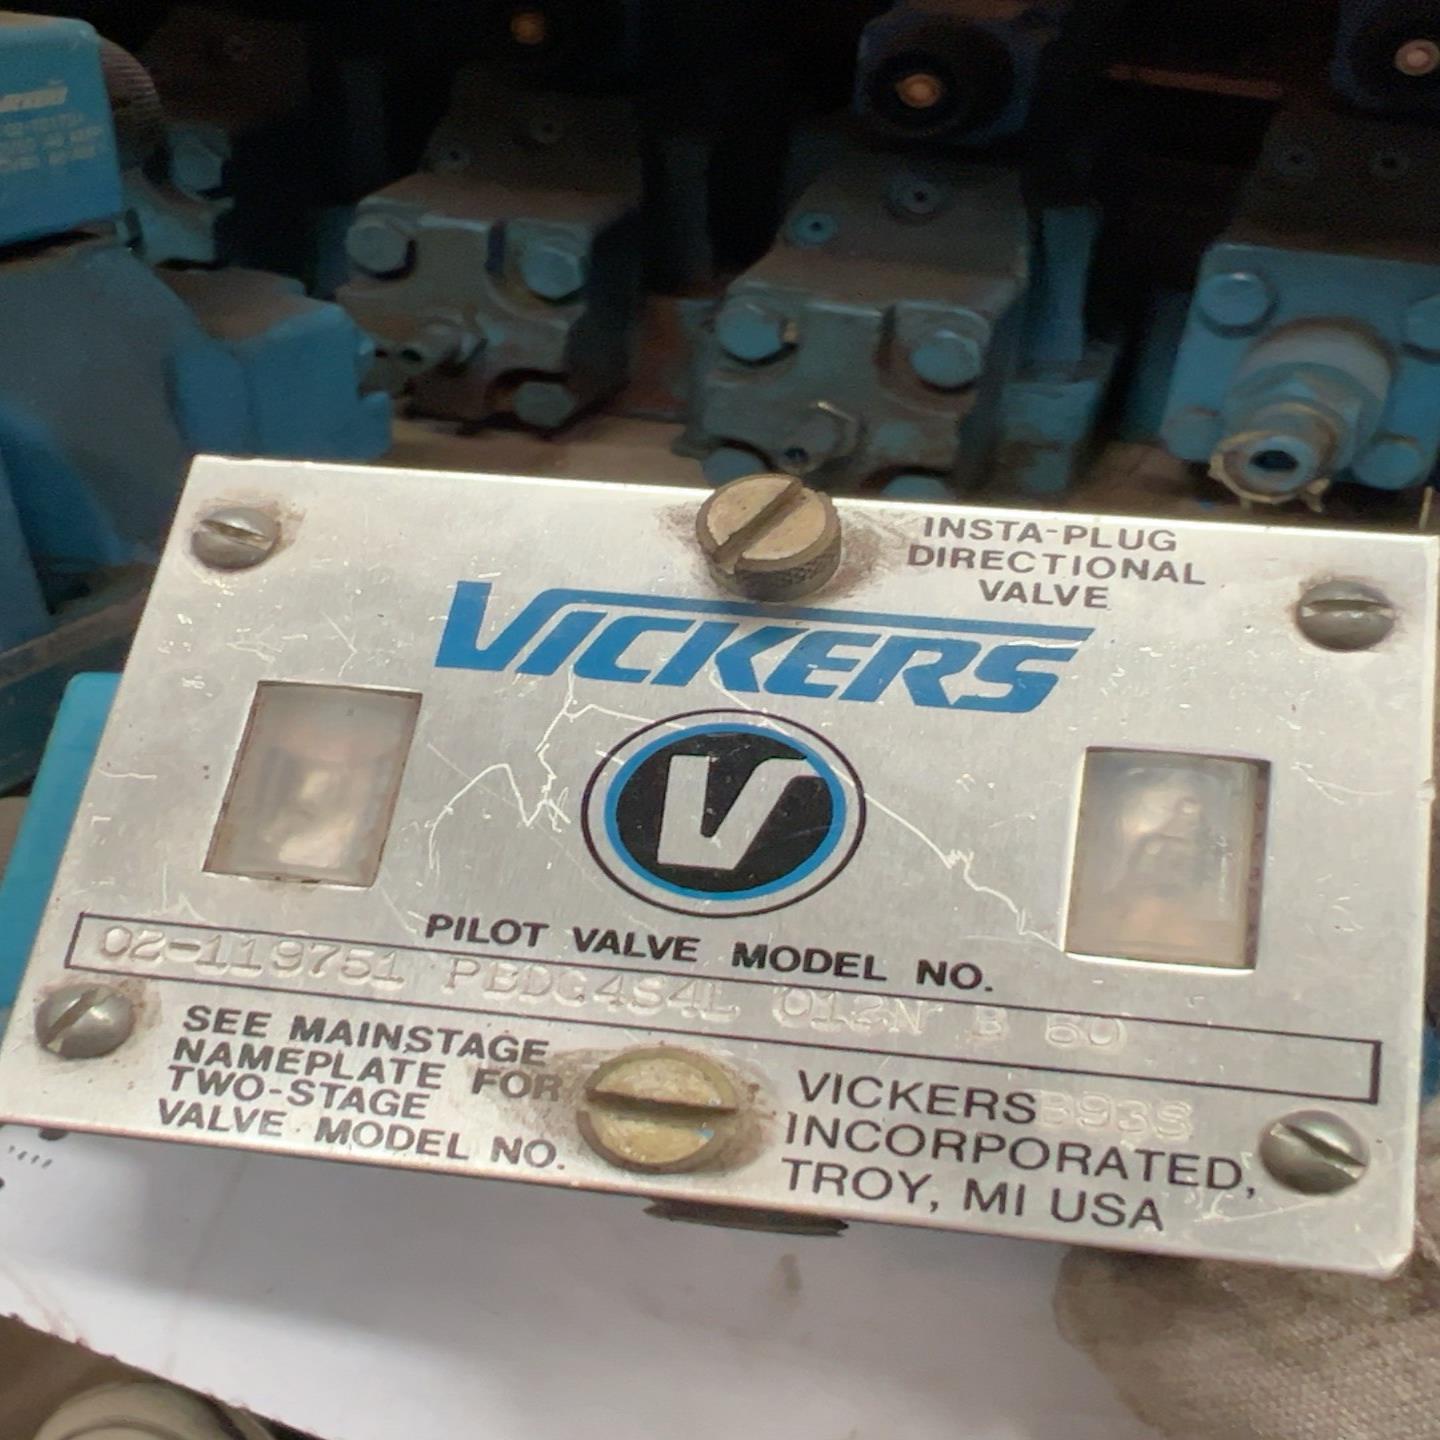 INSTA-PLUG
DIRECTIONAL
VALVE
VICKERS
V
PILOT VALVE MODEL NO.
02-119751 PBDG4S4L 012N B 60
SEE MAINSTAGE
NAMEPLATE FOR
TWO-STAGE
VALVE MODEL NO.
VICKERS B93S
INCORPORATED,
TROY, MI USA